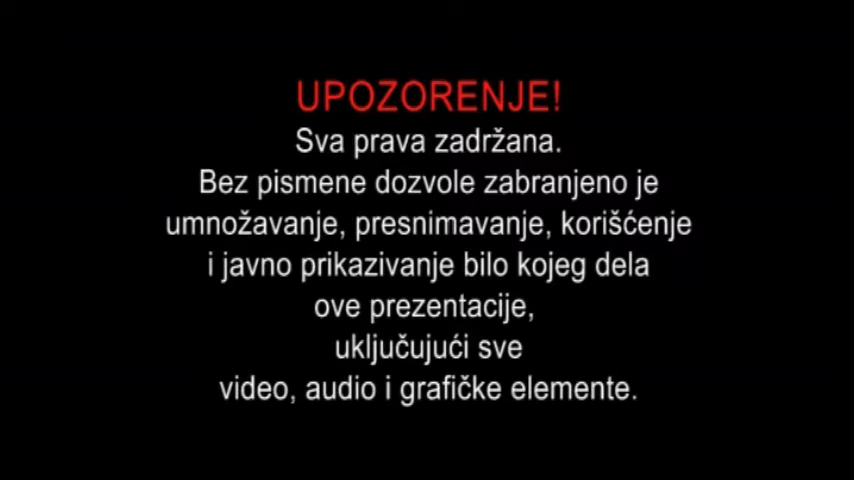 UPOZORENJE!
Sva prava zadržana.
Bez pismene dozvole zabranjeno je
umnožavanje, presnimavanje, korišćenje
i javno prikazivanje bilo kojeg dela
ove prezentacije,
uključujući sve
video, audio i grafičke elemente.